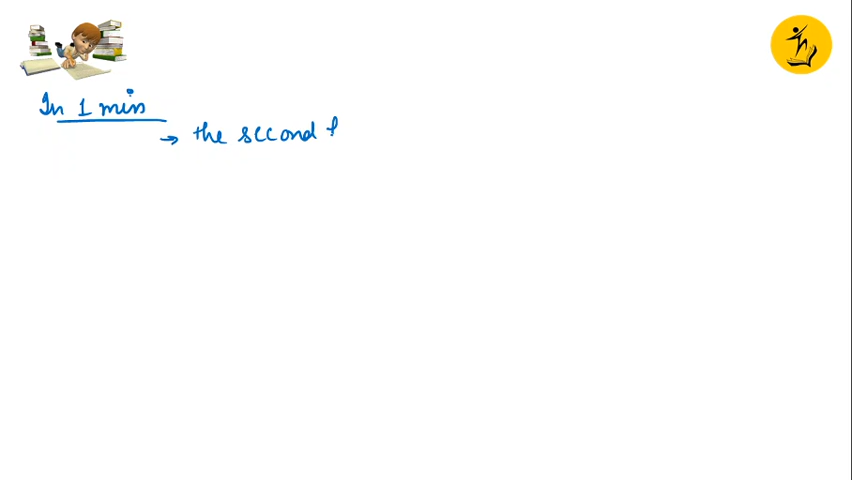 In 1 min
→ the second